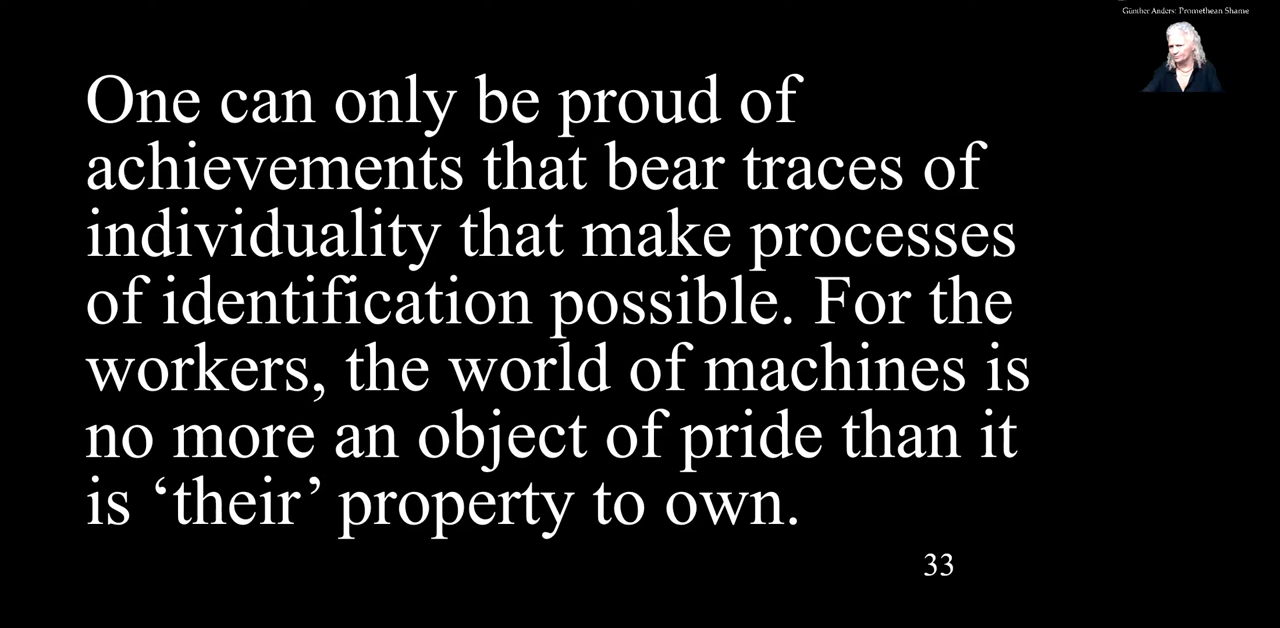 Günther Anders: Promethean Shame
One can only be proud of
achievements that bear traces of
individuality that make processes
of identification possible. For the
workers, the world of machines is
no more an object of pride than it
is ‘their’ property to own.
33